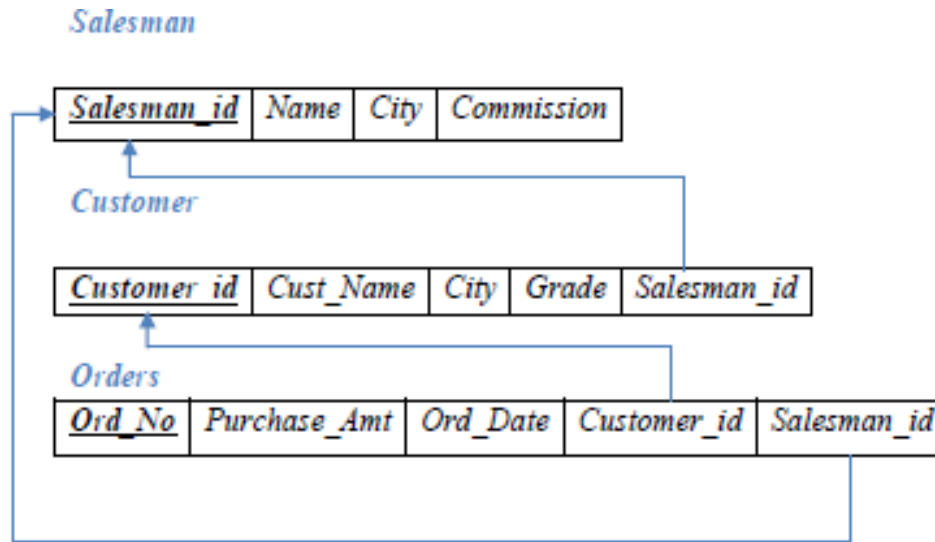 Salesman
Salesman_id Name City Commission
Customer
Customer_id Cust_Name City Grade Salesman_id
Orders
Ord_No Purchase_Amt Ord_Date Customer_id Salesman_id